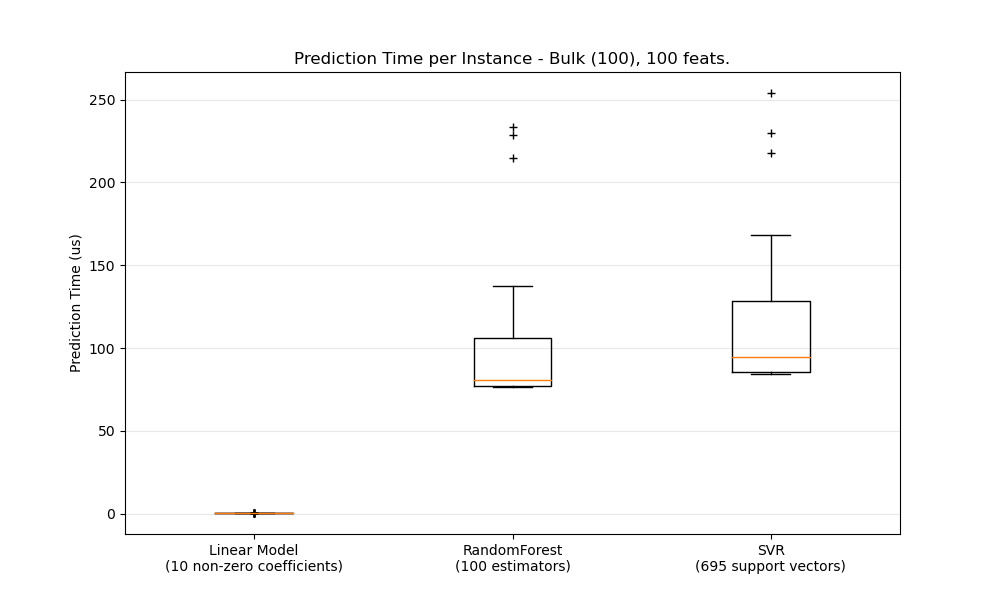 Prediction Time per Instance - Bulk (100), 100 feats.
Prediction Time (us)
250
200
150
100
50
0
Linear Model
(10 non-zero coefficients)
RandomForest
(100 estimators)
SVR
(695 support vectors)